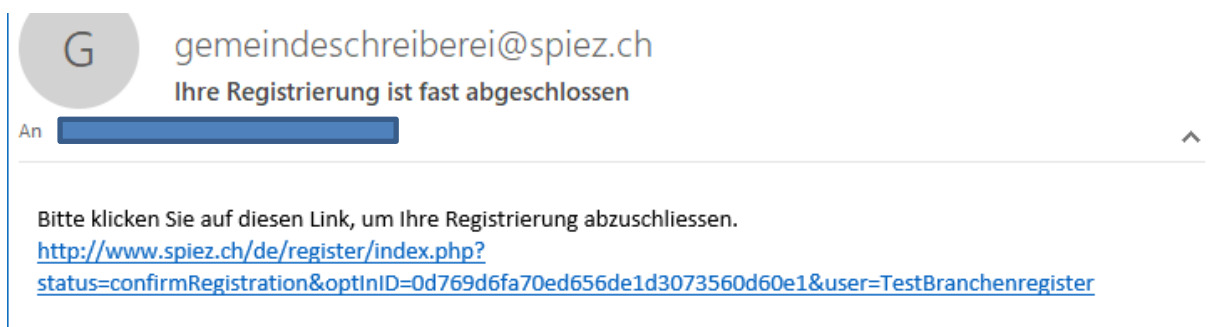 G
gemeindeschreiberei@spiez.ch
Ihre Registrierung ist fast abgeschlossen
An
Bitte klicken Sie auf diesen Link, um Ihre Registrierung abzuschliessen.
http://www.spiez.ch/de/register/index.php?
status=confirmRegistration&optInID=0d769d6fa70ed656de1d3073560d60e1&user=TestBranchenregister